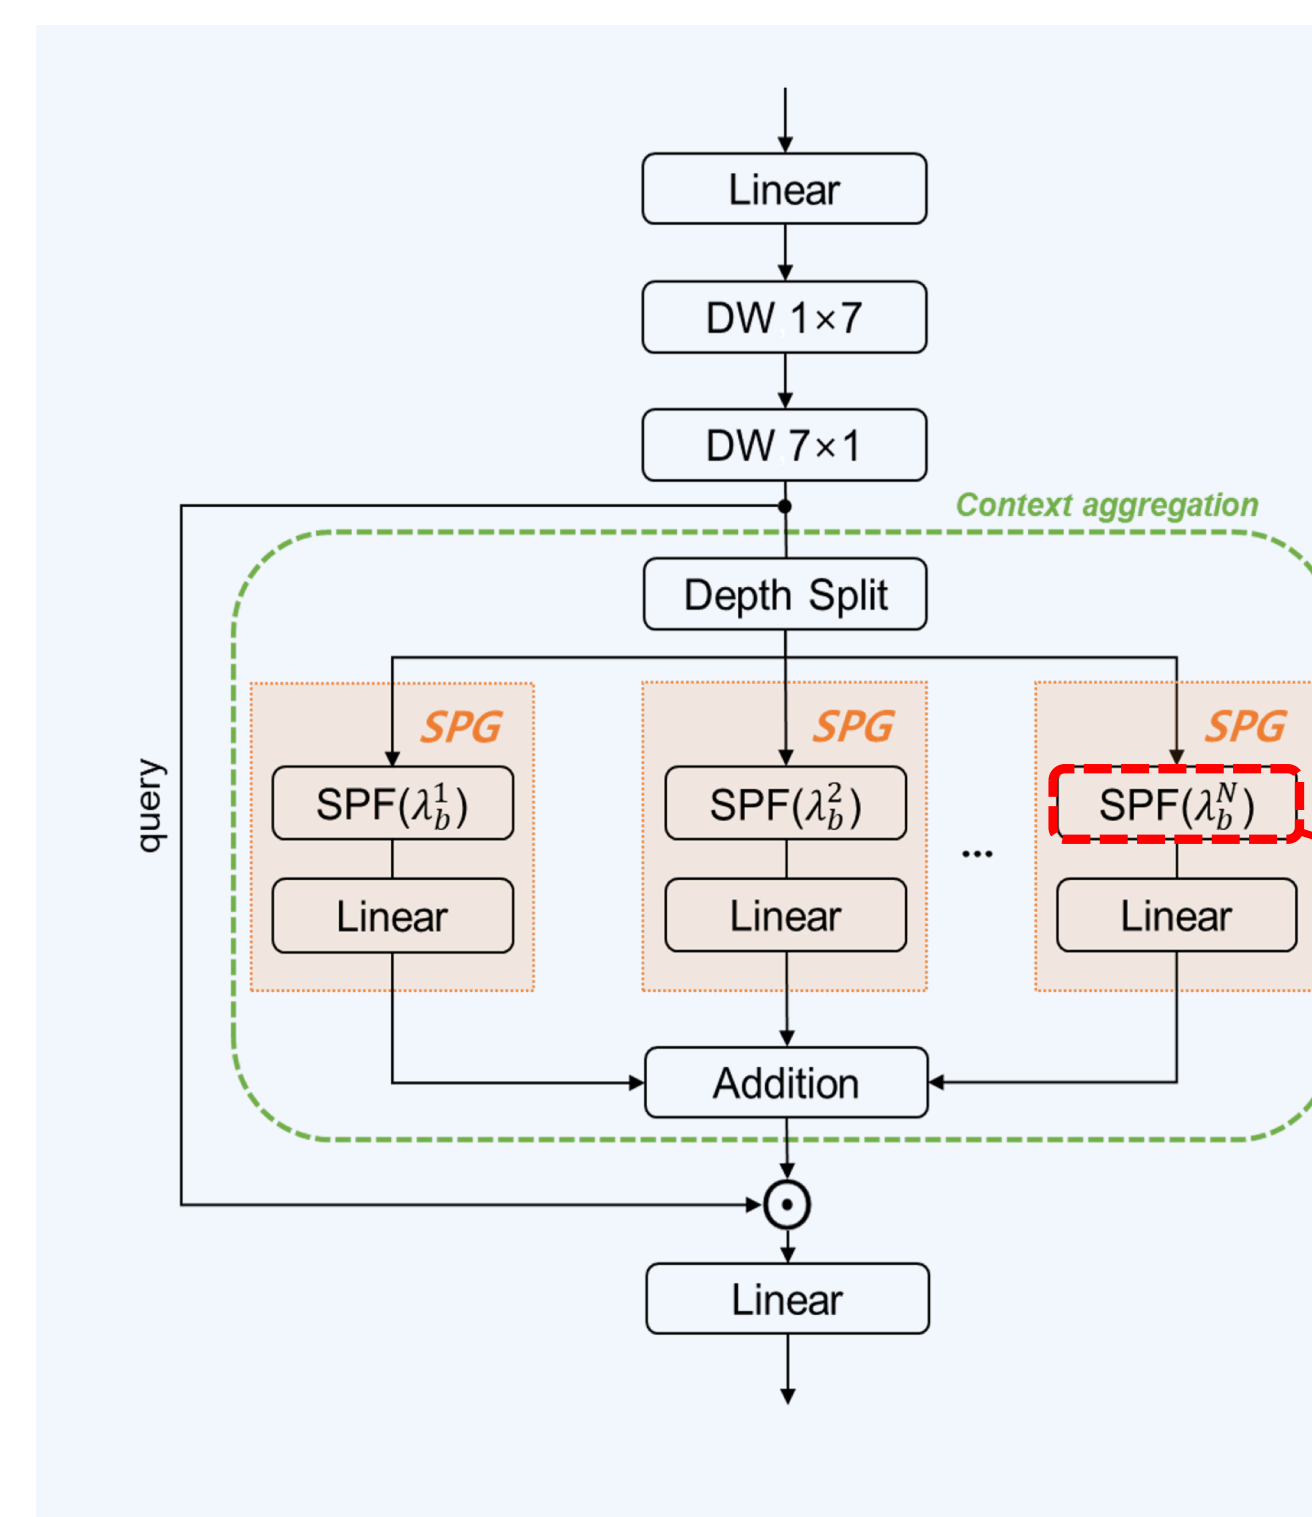 Linear
DW, 1×7
DW, 7×1
Context aggregation
Depth Split
SPG SPG SPG
query
SPF(λ_b^1) SPF(λ_b^2) ... SPF(λ_b^N)
Linear Linear Linear
Addition
Linear